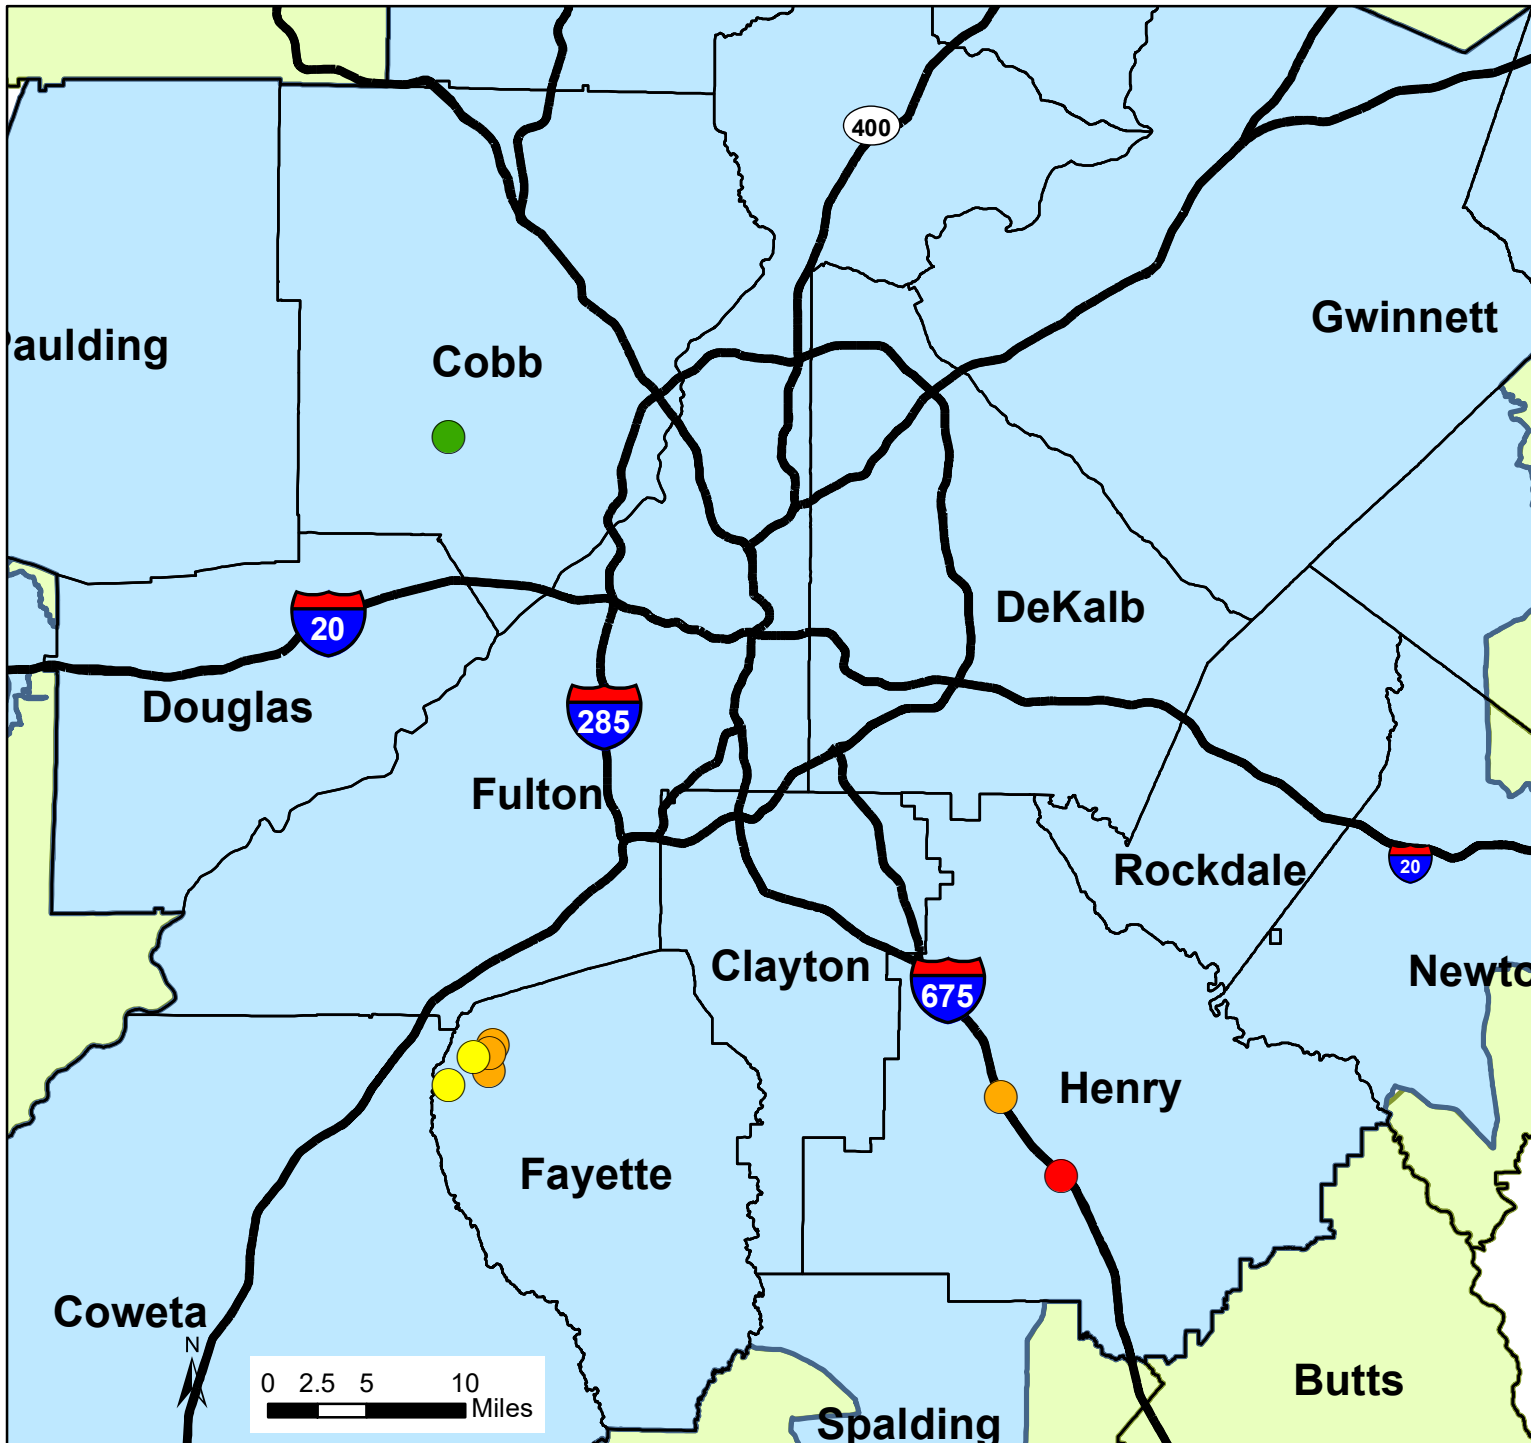 400
Gwinnett
aulding
Cobb
DeKalb
20
Douglas
285
Fulton
Rockdale
20
Clayton
Newto
675
Henry
Fayette
Coweta
N
0 2.5 5 10
Miles
Butts
Spalding